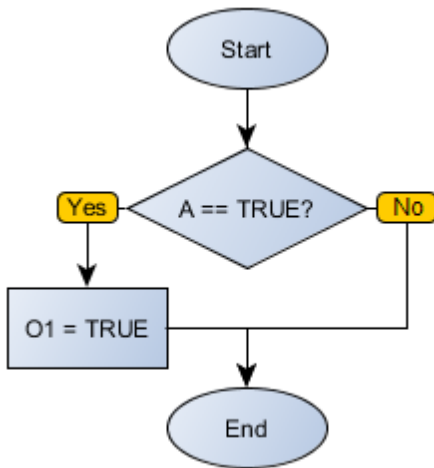 Start
A == TRUE?
Yes
No
O1 = TRUE
End